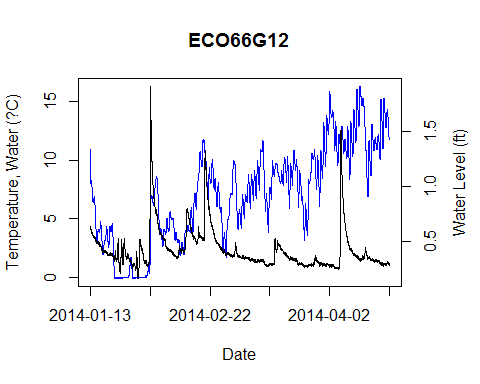 ECO66G12
Temperature, Water (?C)
15
10
5
0
1.5
1.0
0.5
Water Level (ft)
2014-01-13 2014-02-22 2014-04-02
Date